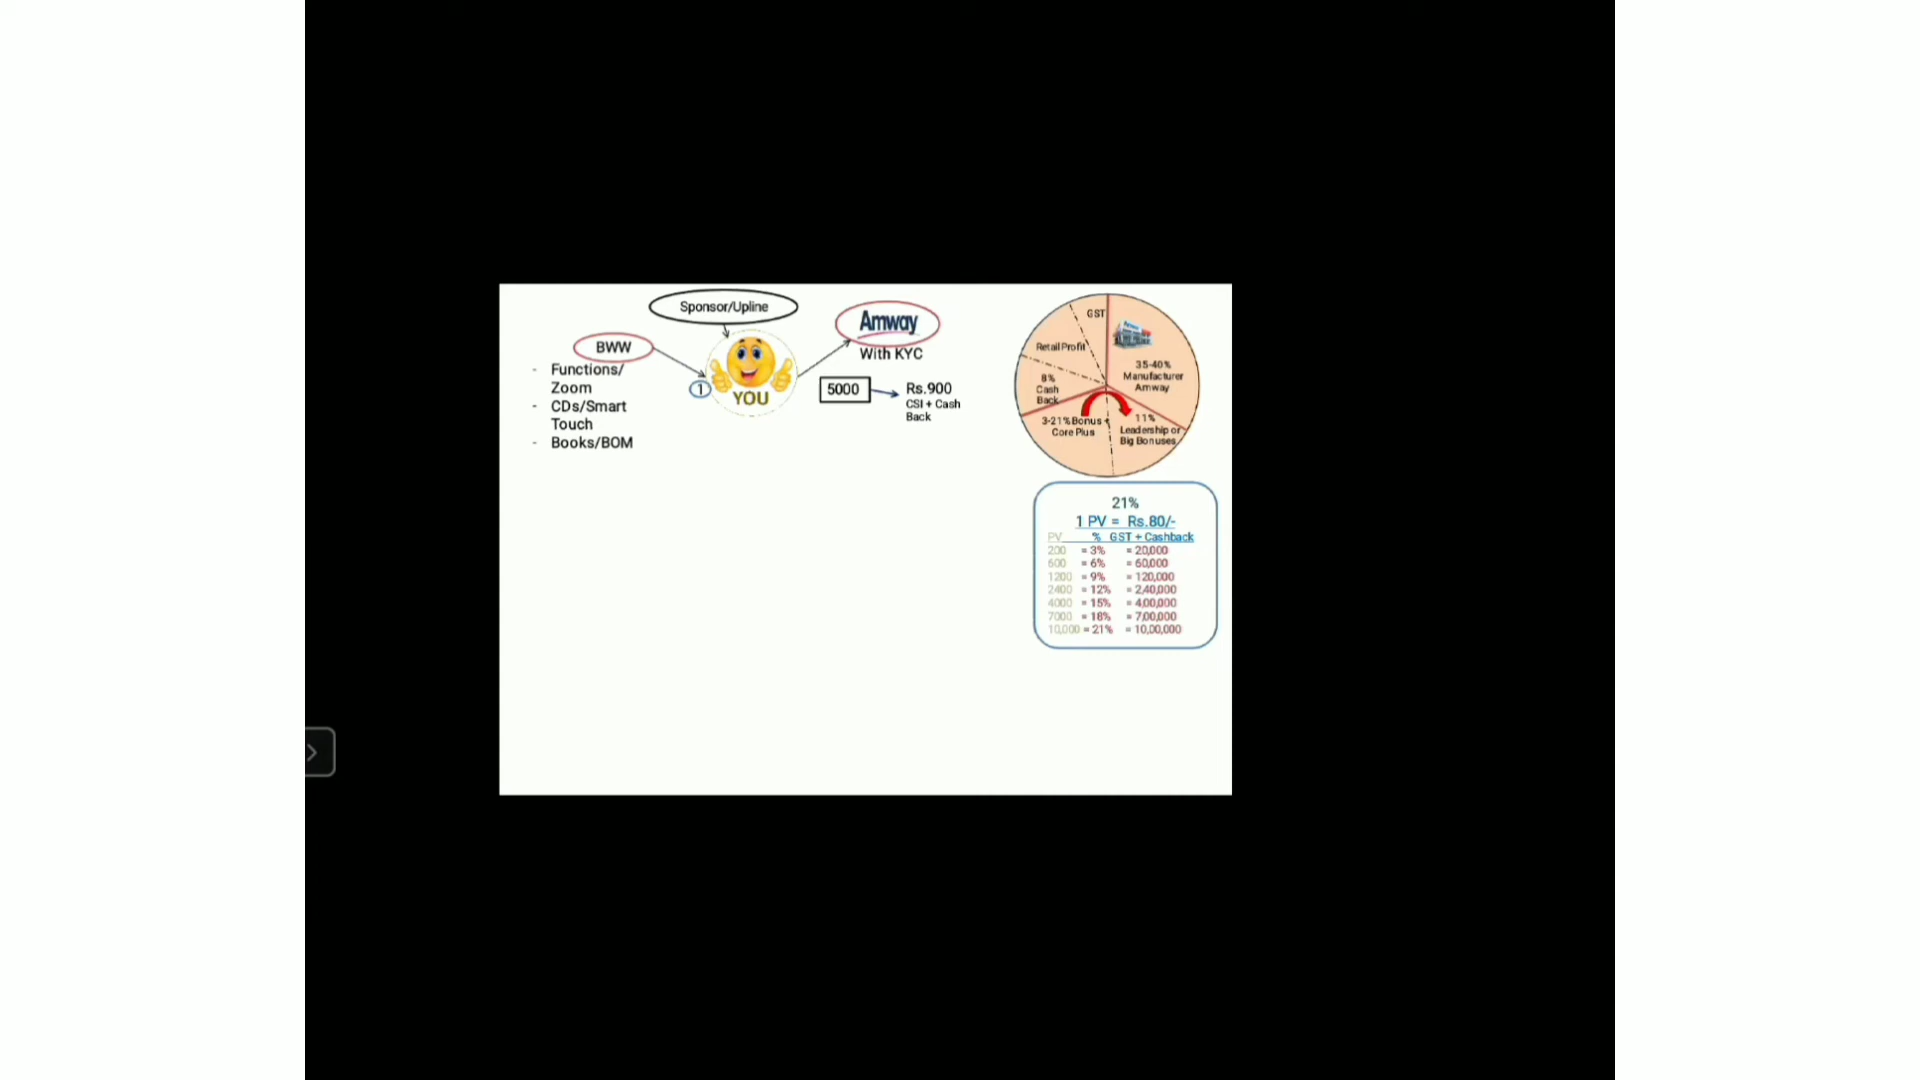 Sponsor/Upline
BWW
- Functions/
Zoom
- CDs/Smart
Touch
- Books/BOM
1
YOU
Amway
With KYC
5000
Rs.900
CSI + Cash
Back
GST
Retail Profit
8%
Cash
Back
35-40%
Manufacturer
Amway
3-21% Bonus +
Core Plus
11%
Leadership or
Big Bonuses
21%
1 PV = Rs.80/-
PV % GST + Cashback
200 = 3% = 20,000
600 = 6% = 60,000
1200 = 9% = 120,000
2400 = 12% = 2,40,000
4000 = 15% = 4,00,000
7000 = 18% = 7,00,000
10,000 = 21% = 10,00,000